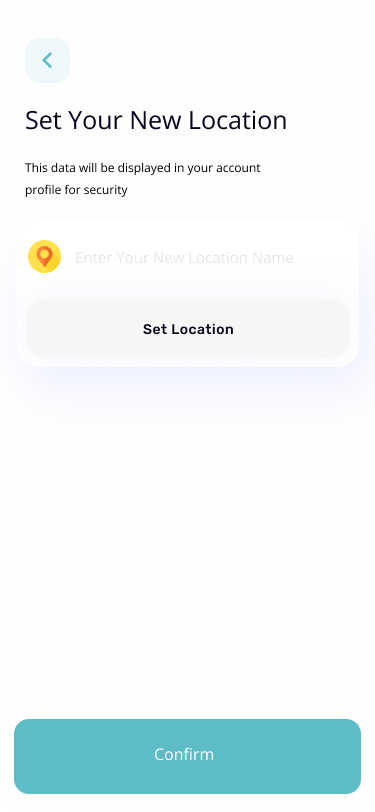 Set Your New Location
This data will be displayed in your account
profile for security
Enter Your New Location Name
Set Location
Confirm